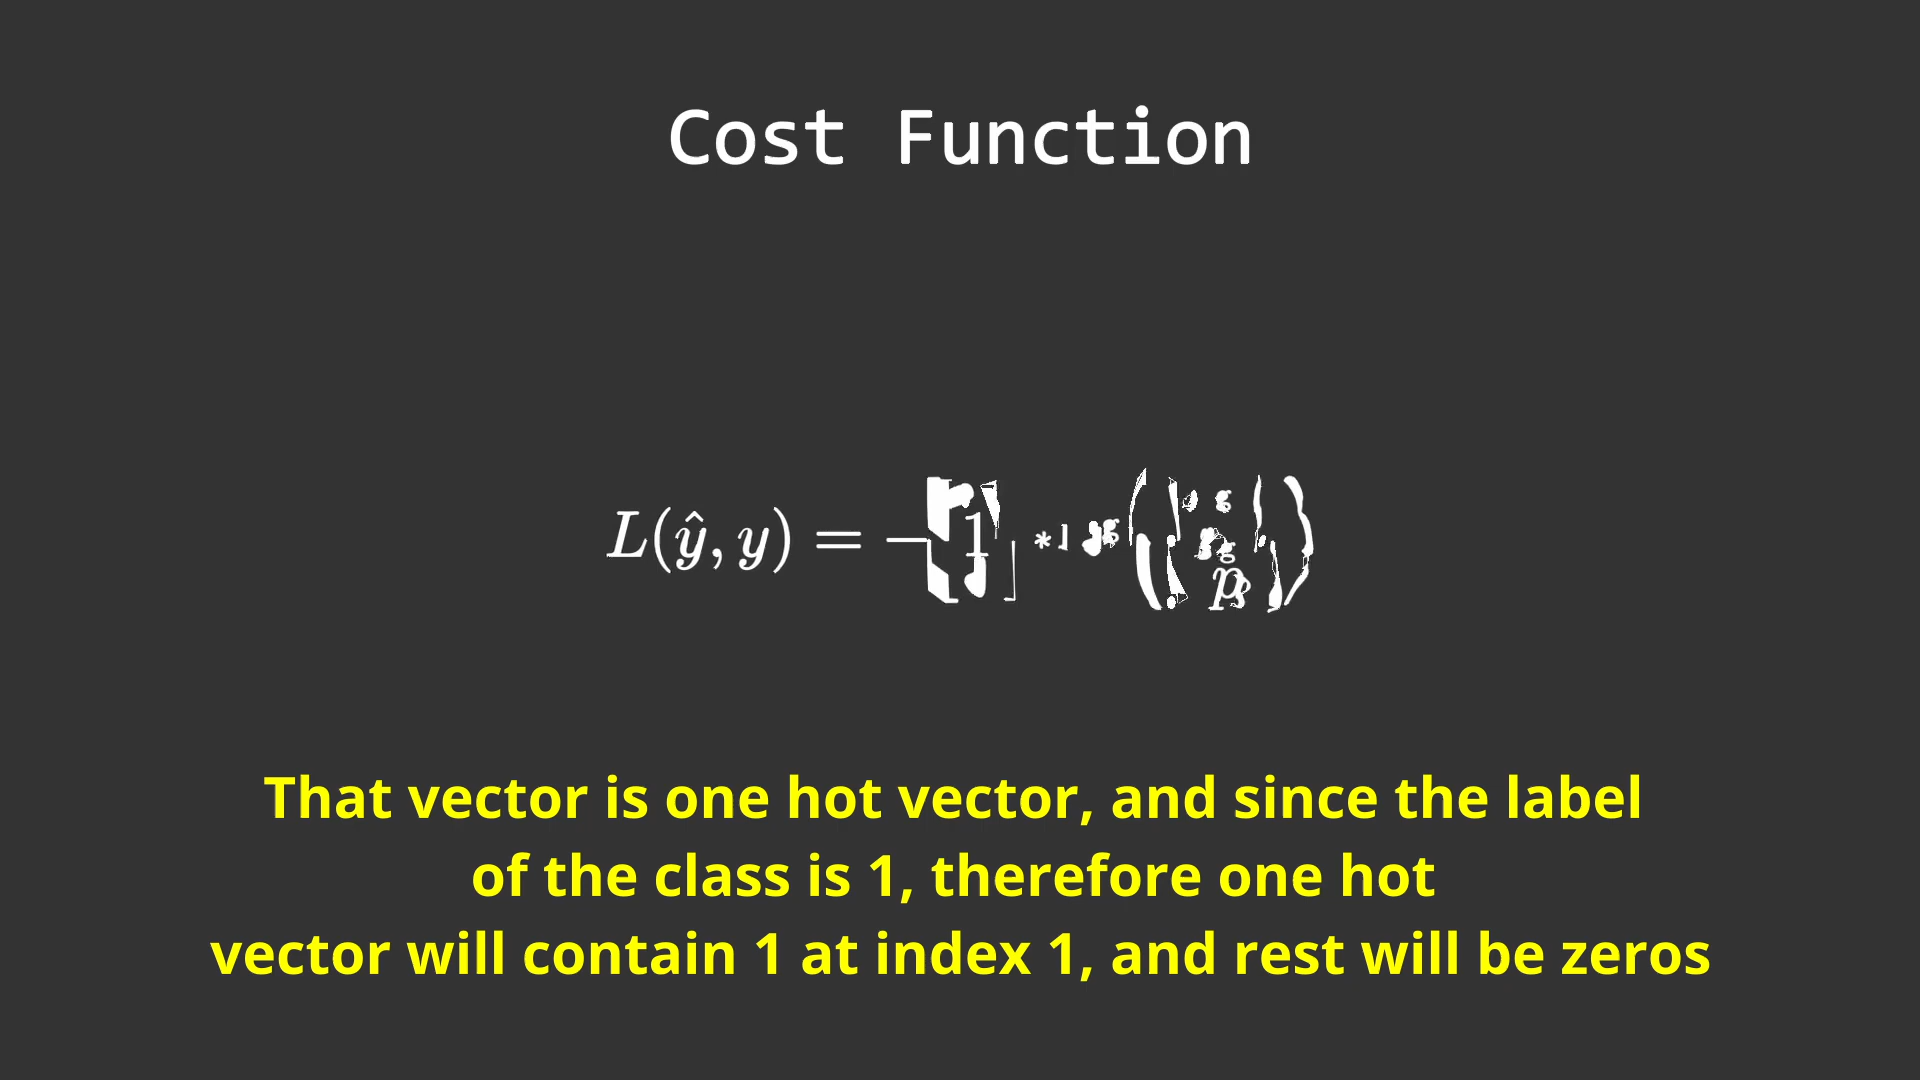 Cost Function
L(ŷ, y) = − 1 *
That vector is one hot vector, and since the label
of the class is 1, therefore one hot
vector will contain 1 at index 1, and rest will be zeros